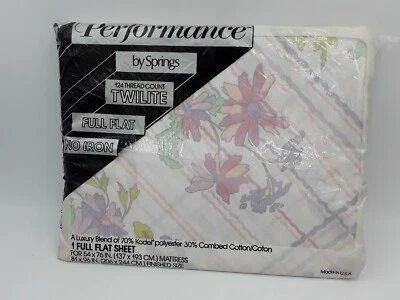 Performance®
by Springs
124 THREAD COUNT
TWILITE
FULL FLAT
NO IRON
A Luxury Blend of 70% Kodel® polyester 30% Combed Cotton/Coton
1 FULL FLAT SHEET
FOR 54 x 76 IN. (137 x 193 CM.) MATTRESS
81 x 96 IN. (206 x 244 CM.) FINISHED SIZE
Made in U.S.A.